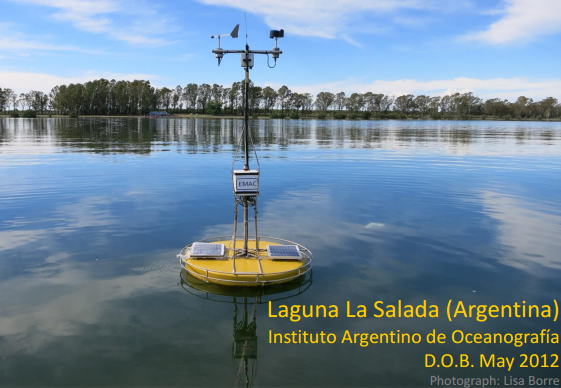 EMAC
Laguna La Salada (Argentina)
Instituto Argentino de Oceanografía
D.O.B. May 2012
Photograph: Lisa Borre